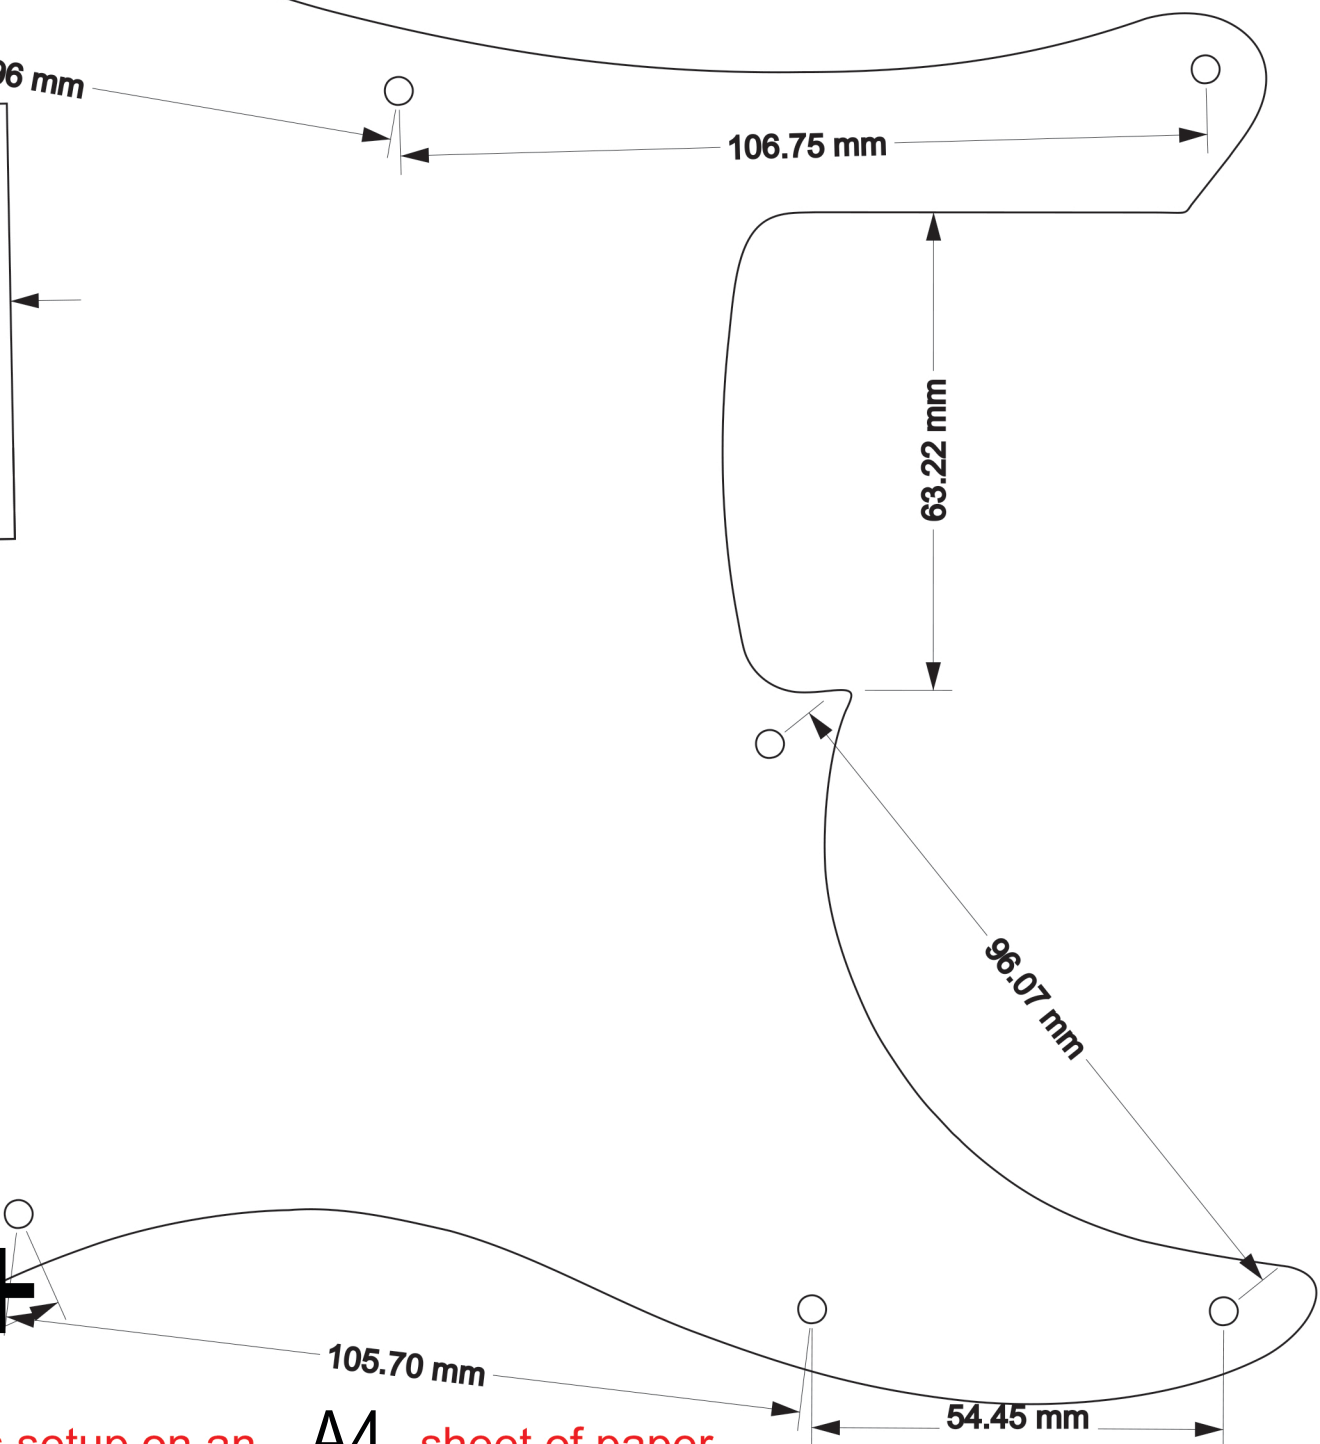 mm
106.75 mm
63.22 mm
96.07 mm
105.70 mm
54.45 mm
setup on an A4 sheet of paper